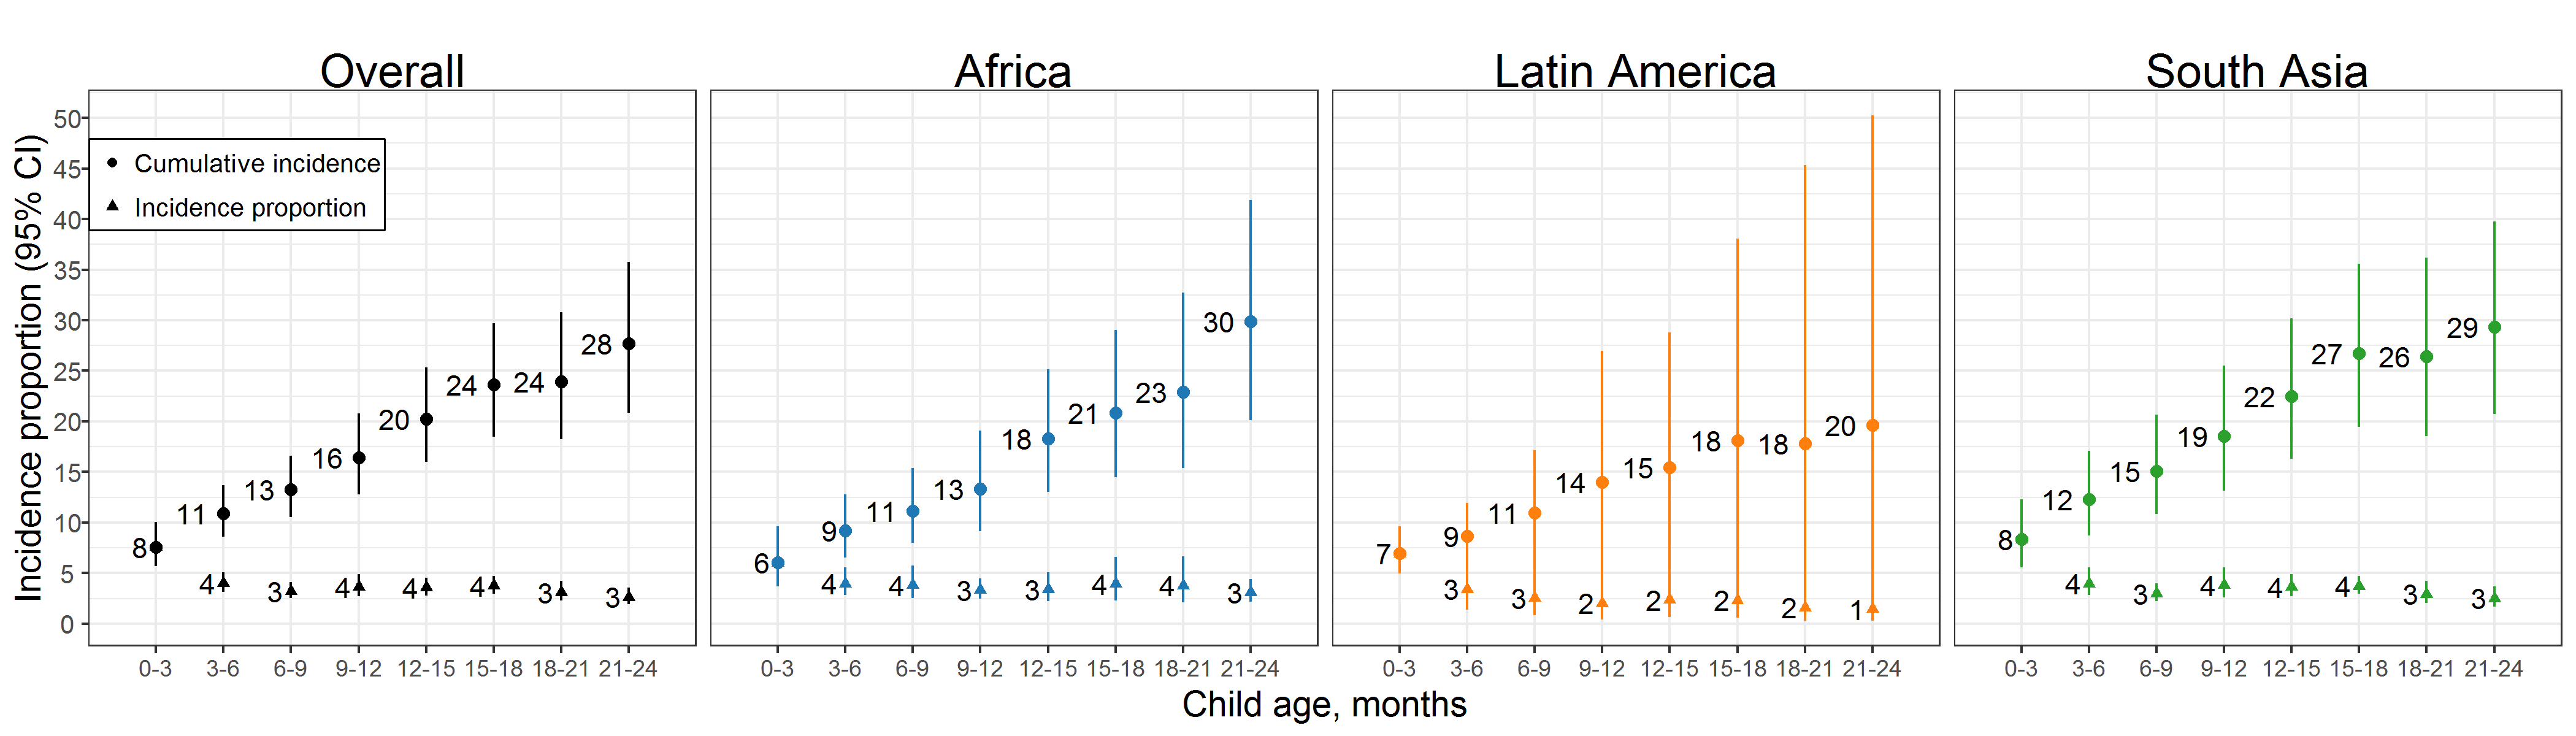 Overall
Africa
Latin America
South Asia
Incidence proportion (95% CI)
50
45
40
35
30
25
20
15
10
5
0
Cumulative incidence
Incidence proportion
8 11 13 16 20 24 24 28
4 3 4 4 4 3 3
6 9 11 13 18 21 23 30
4 4 3 3 4 4 3
7 9 11 14 15 18 18 20
3 3 2 2 2 2 1
8 12 15 19 22 27 26 29
4 3 4 4 4 3 3
0-3 3-6 6-9 9-12 12-15 15-18 18-21 21-24
0-3 3-6 6-9 9-12 12-15 15-18 18-21 21-24
0-3 3-6 6-9 9-12 12-15 15-18 18-21 21-24
0-3 3-6 6-9 9-12 12-15 15-18 18-21 21-24
Child age, months